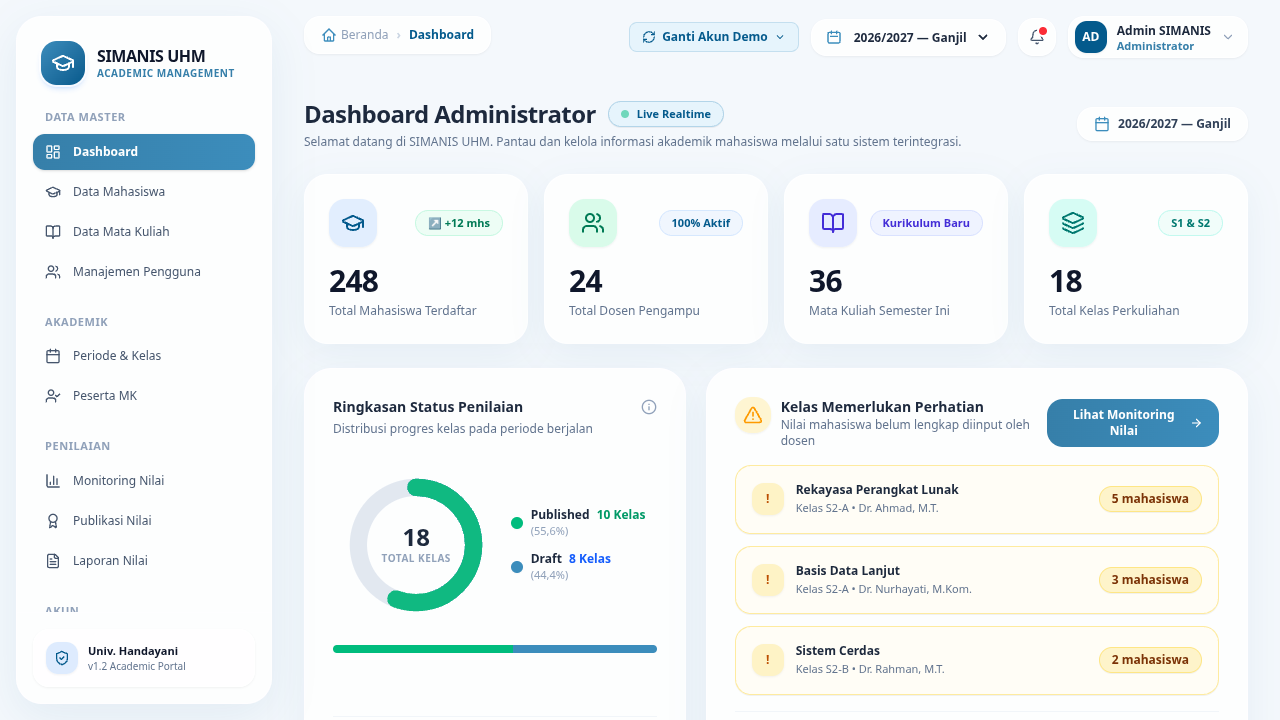 SIMANIS UHM
ACADEMIC MANAGEMENT
DATA MASTER
Dashboard
Data Mahasiswa
Data Mata Kuliah
Manajemen Pengguna
AKADEMIK
Periode & Kelas
Peserta MK
PENILAIAN
Monitoring Nilai
Publikasi Nilai
Laporan Nilai
AKUN
Univ. Handayani
v1.2 Academic Portal
Beranda › Dashboard
Ganti Akun Demo
2026/2027 — Ganjil
AD
Admin SIMANIS
Administrator
Dashboard Administrator
Live Realtime
Selamat datang di SIMANIS UHM. Pantau dan kelola informasi akademik mahasiswa melalui satu sistem terintegrasi.
2026/2027 — Ganjil
↗ +12 mhs
248
Total Mahasiswa Terdaftar
100% Aktif
24
Total Dosen Pengampu
Kurikulum Baru
36
Mata Kuliah Semester Ini
S1 & S2
18
Total Kelas Perkuliahan
Ringkasan Status Penilaian
Distribusi progres kelas pada periode berjalan
18
TOTAL KELAS
Published 10 Kelas
(55,6%)
Draft 8 Kelas
(44,4%)
Kelas Memerlukan Perhatian
Nilai mahasiswa belum lengkap diinput oleh
dosen
Lihat Monitoring
Nilai
!
Rekayasa Perangkat Lunak
Kelas S2-A • Dr. Ahmad, M.T.
5 mahasiswa
!
Basis Data Lanjut
Kelas S2-A • Dr. Nurhayati, M.Kom.
3 mahasiswa
!
Sistem Cerdas
Kelas S2-B • Dr. Rahman, M.T.
2 mahasiswa